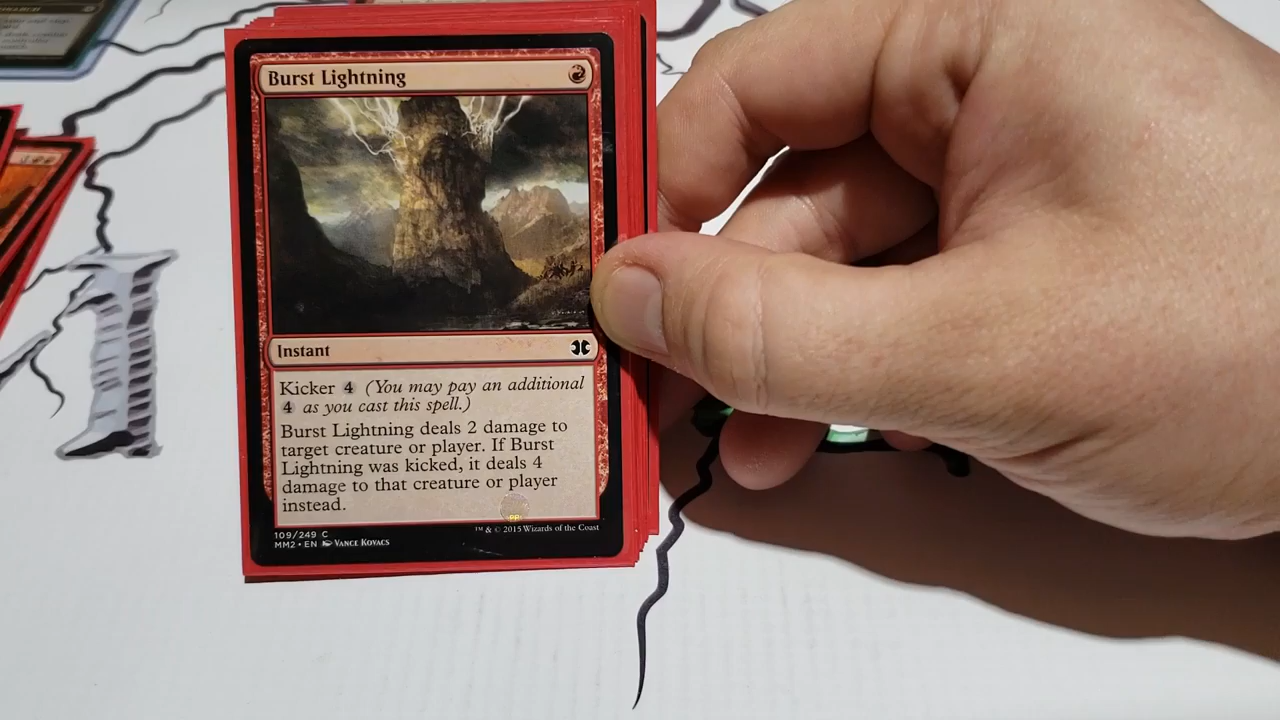 Burst Lightning
Instant
Kicker 4 (You may pay an additional
4 as you cast this spell.)
Burst Lightning deals 2 damage to
target creature or player. If Burst
Lightning was kicked, it deals 4
damage to that creature or player
instead.
109/249 C
MM2 • EN Vance Kovacs
™ & © 2015 Wizards of the Coast